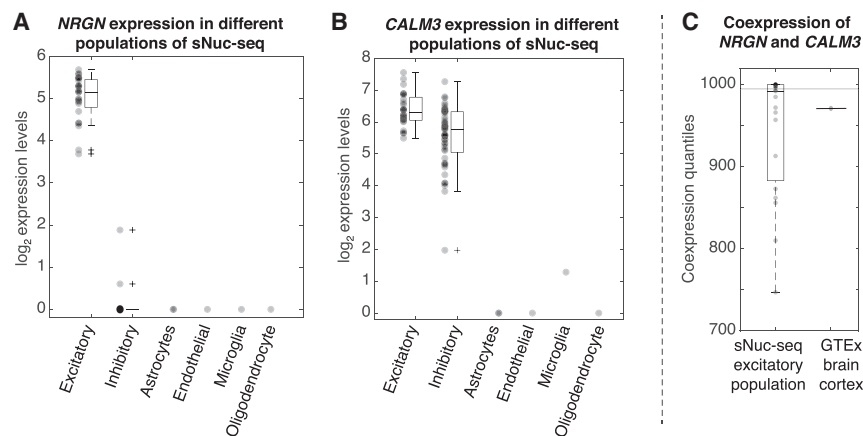 A
NRGN expression in different
populations of sNuc-seq
log2 expression levels
6
5
4
3
2
1
0
Excitatory
Inhibitory
Astrocytes
Endothelial
Microglia
Oligodendrocyte
B
CALM3 expression in different
populations of sNuc-seq
log2 expression levels
8
7
6
5
4
3
2
1
0
Excitatory
Inhibitory
Astrocytes
Endothelial
Microglia
Oligodendrocyte
C
Coexpression of
NRGN and CALM3
Coexpression quantiles
1000
900
800
700
sNuc-seq
excitatory
population
GTEx
brain
cortex